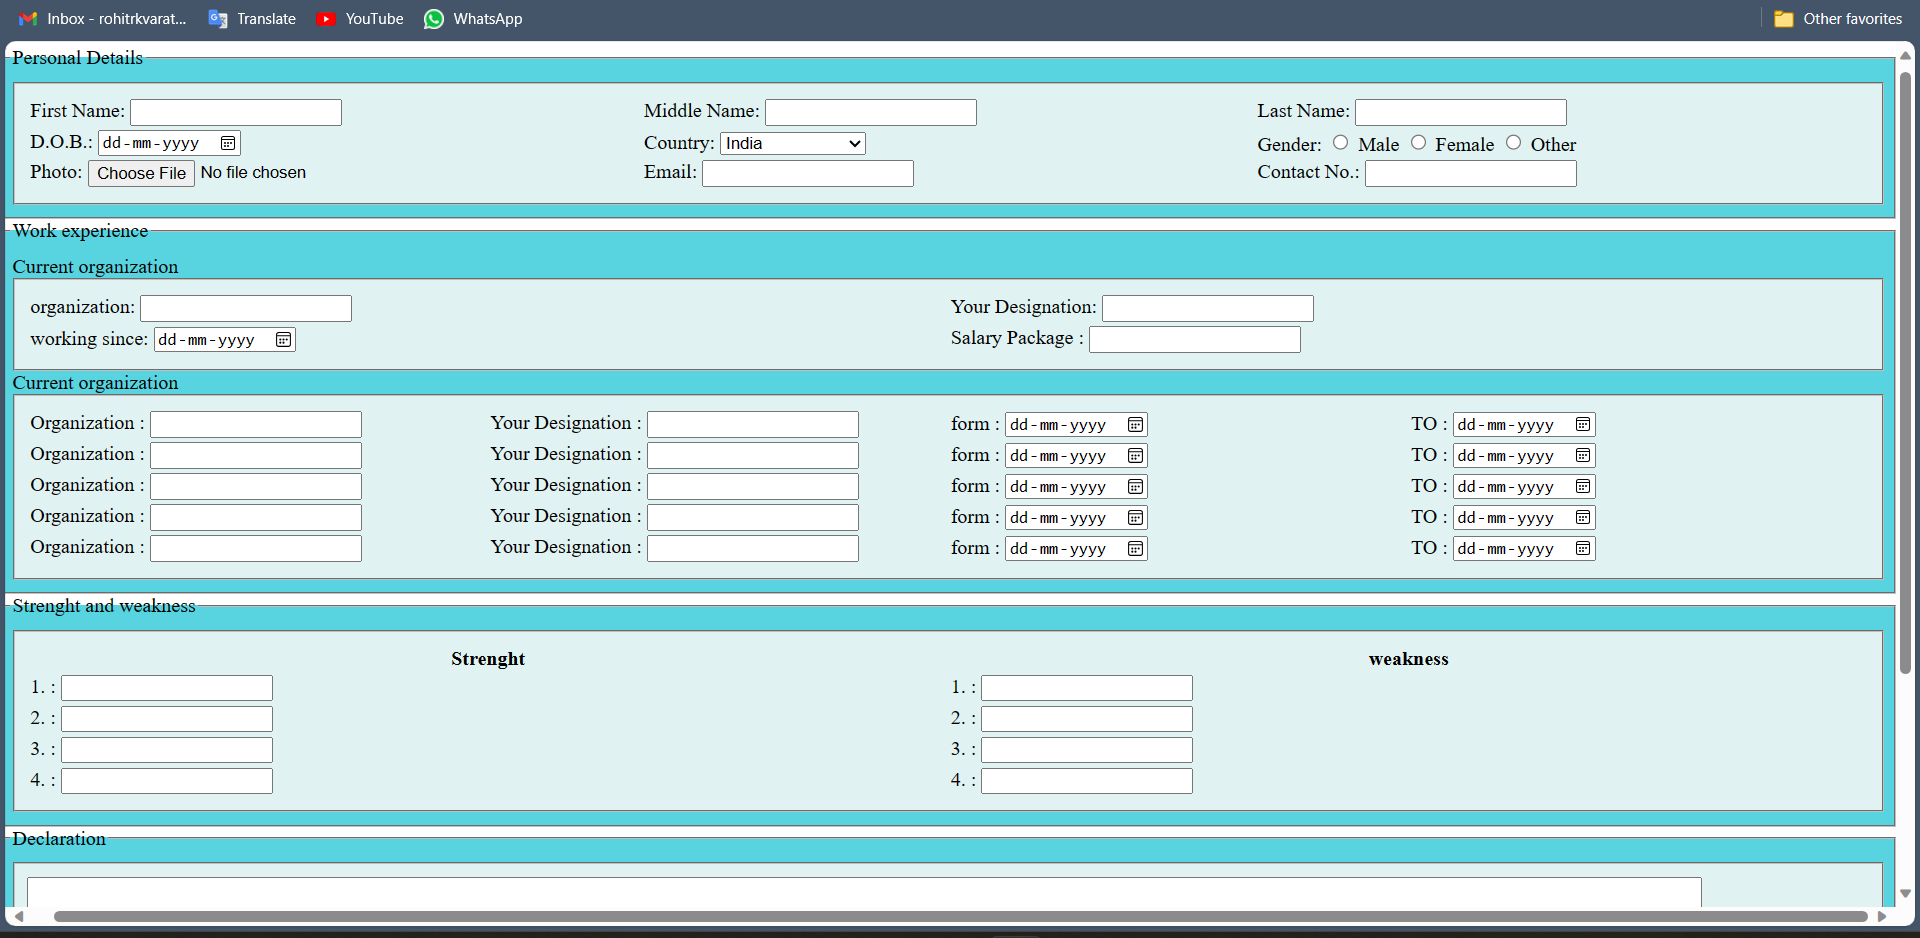 Inbox - rohitrkvarat... Translate YouTube WhatsApp Other favorites
Personal Details
First Name: Middle Name: Last Name:
D.O.B.: dd-mm-yyyy Country: India Gender: Male Female Other
Photo: Choose File No file chosen Email: Contact No.:
Work experience
Current organization
organization: Your Designation:
working since: dd-mm-yyyy Salary Package :
Current organization
Organization : Your Designation : form : dd-mm-yyyy TO : dd-mm-yyyy
Organization : Your Designation : form : dd-mm-yyyy TO : dd-mm-yyyy
Organization : Your Designation : form : dd-mm-yyyy TO : dd-mm-yyyy
Organization : Your Designation : form : dd-mm-yyyy TO : dd-mm-yyyy
Organization : Your Designation : form : dd-mm-yyyy TO : dd-mm-yyyy
Strenght and weakness
Strenght weakness
1. : 1. :
2. : 2. :
3. : 3. :
4. : 4. :
Declaration